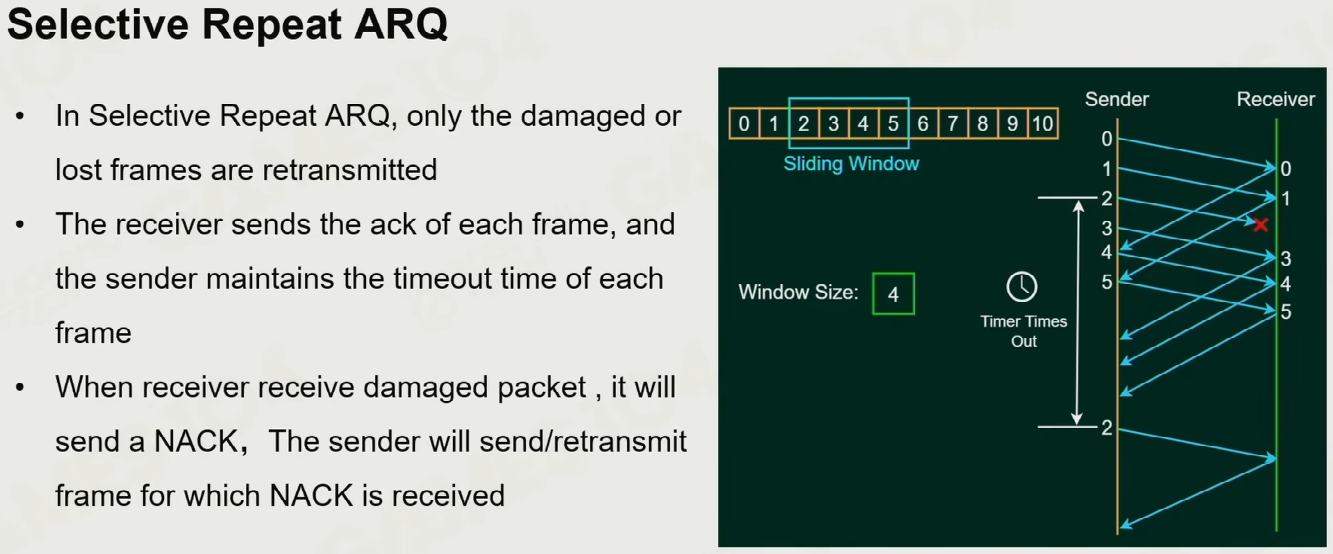 Selective Repeat ARQ
• In Selective Repeat ARQ, only the damaged or
lost frames are retransmitted
• The receiver sends the ack of each frame, and
the sender maintains the timeout time of each
frame
• When receiver receive damaged packet , it will
send a NACK，The sender will send/retransmit
frame for which NACK is received
0 1 2 3 4 5 6 7 8 9 10
Sliding Window
Window Size: 4
Timer Times
Out
Sender
0
1
2
3
4
5
2
Receiver
0
1
3
4
5